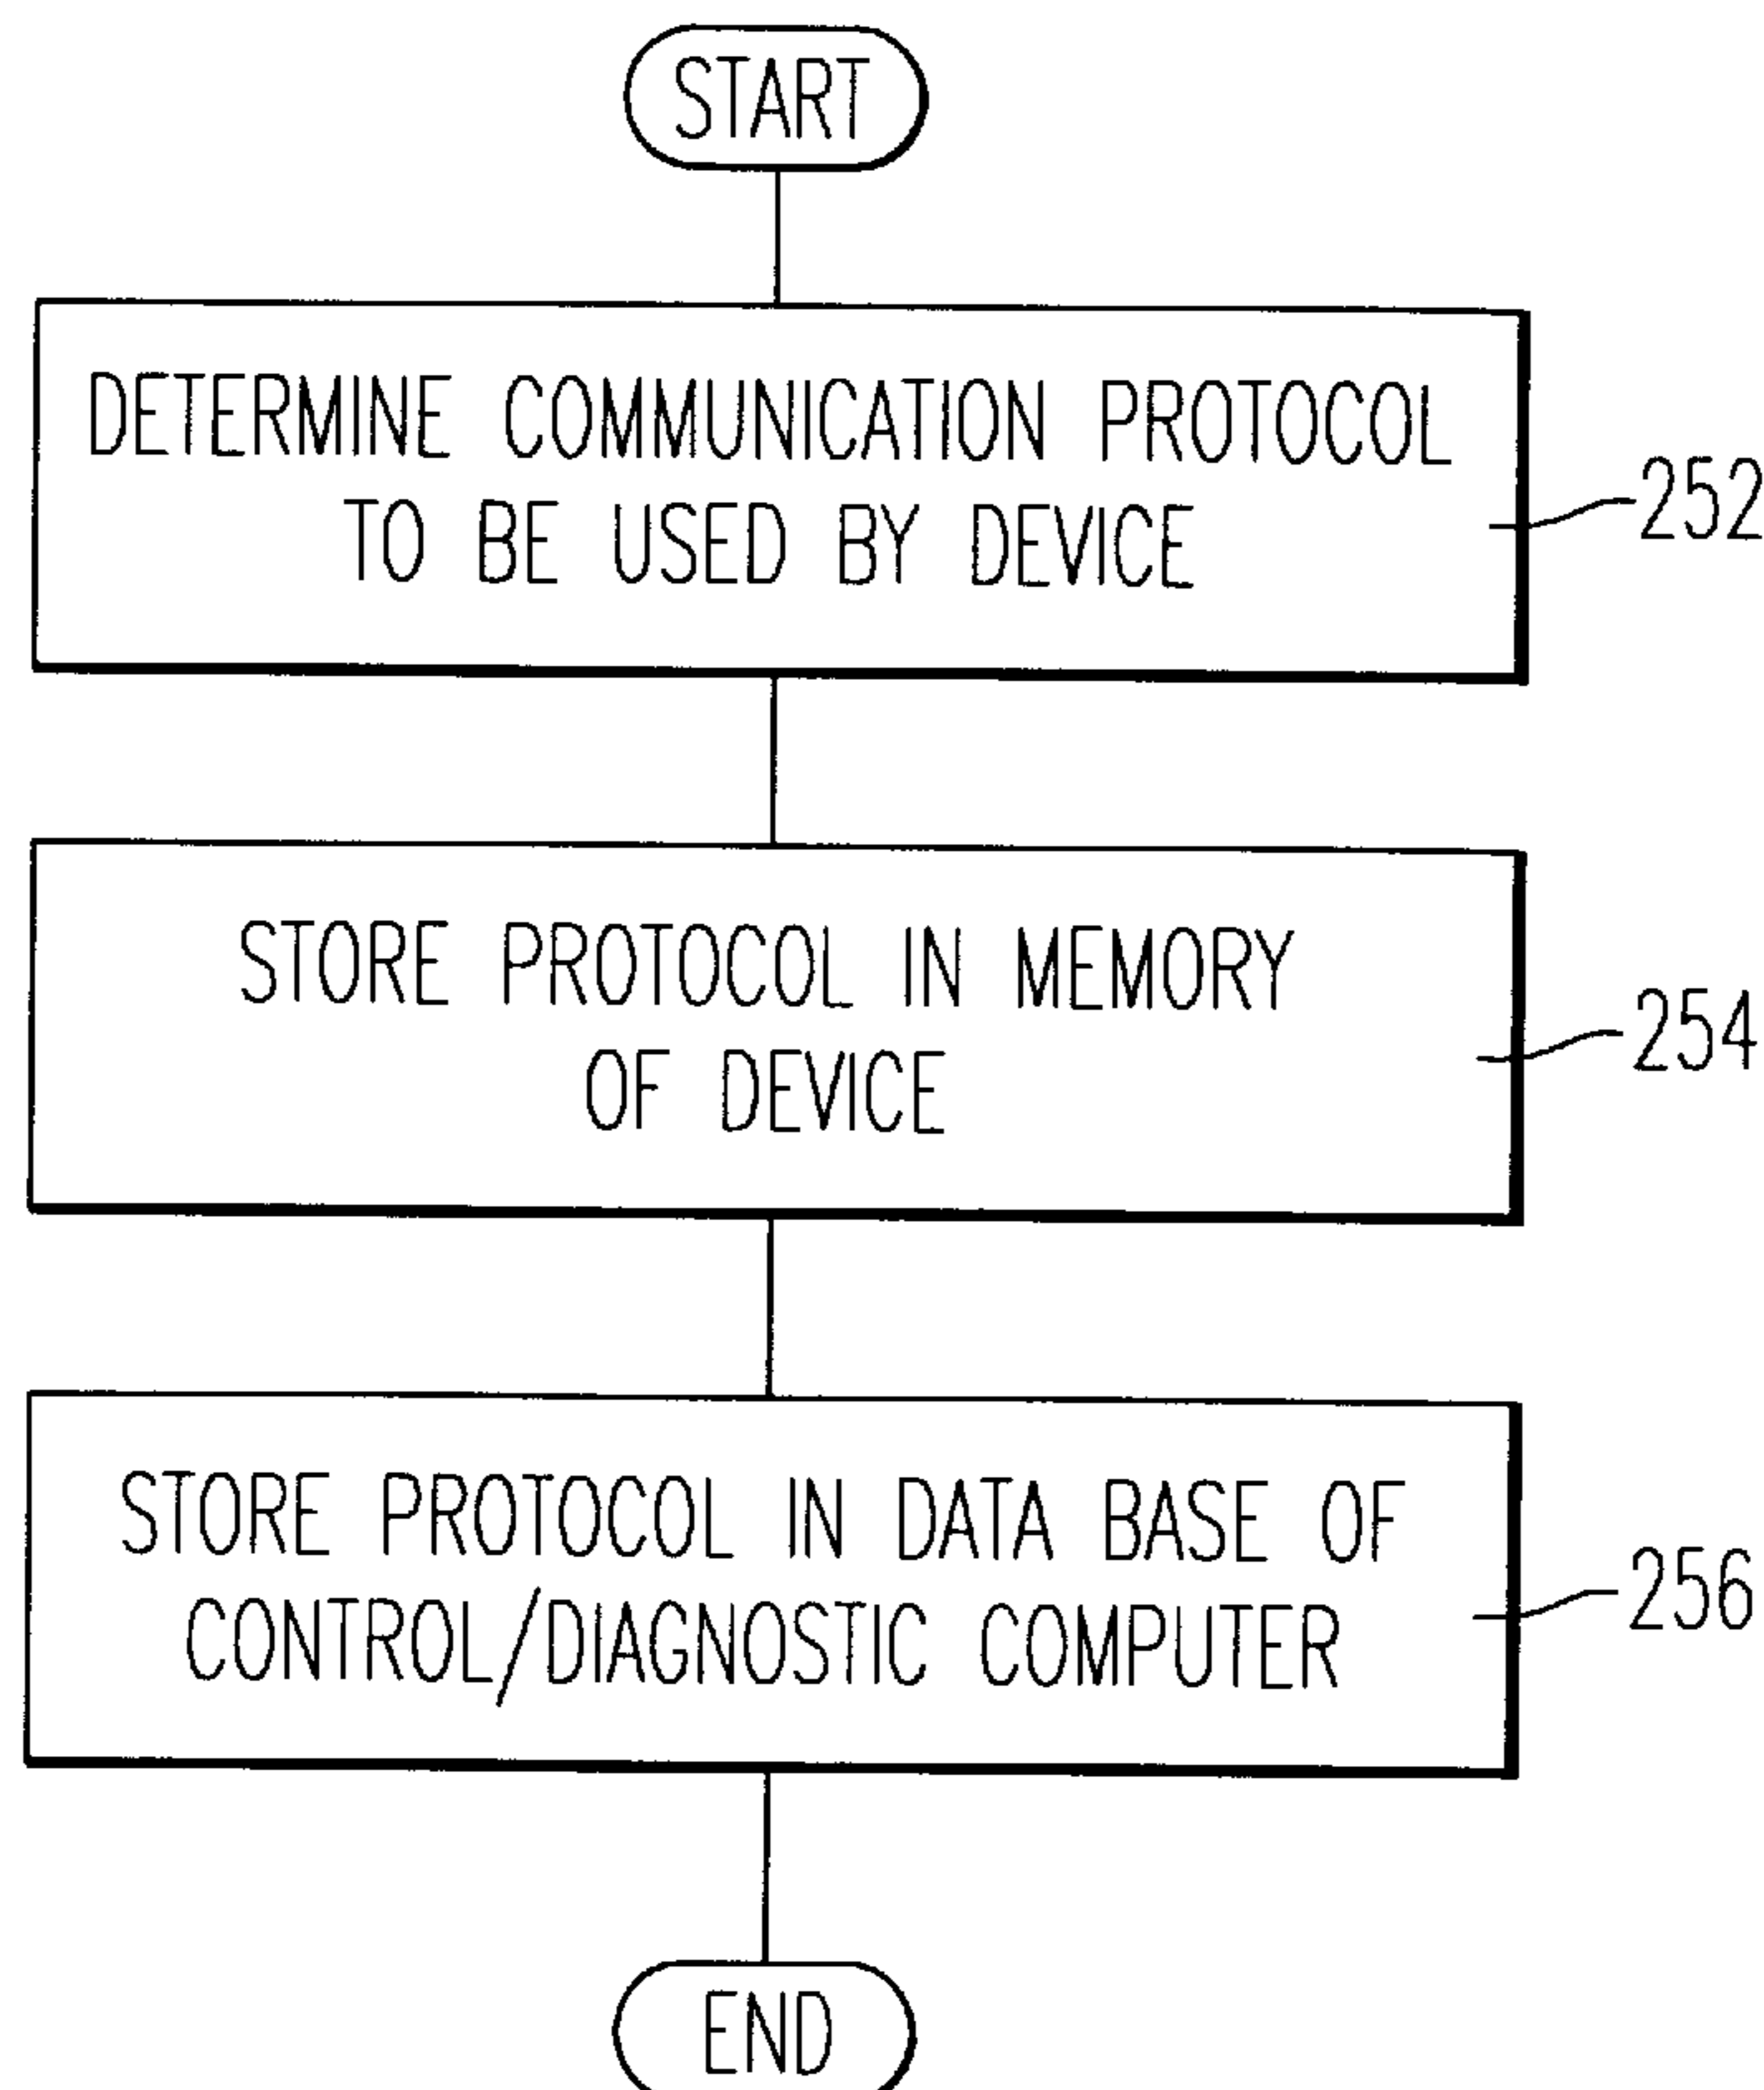 START
DETERMINE COMMUNICATION PROTOCOL
TO BE USED BY DEVICE
252
STORE PROTOCOL IN MEMORY
OF DEVICE
254
STORE PROTOCOL IN DATA BASE OF
CONTROL/DIAGNOSTIC COMPUTER
256
END